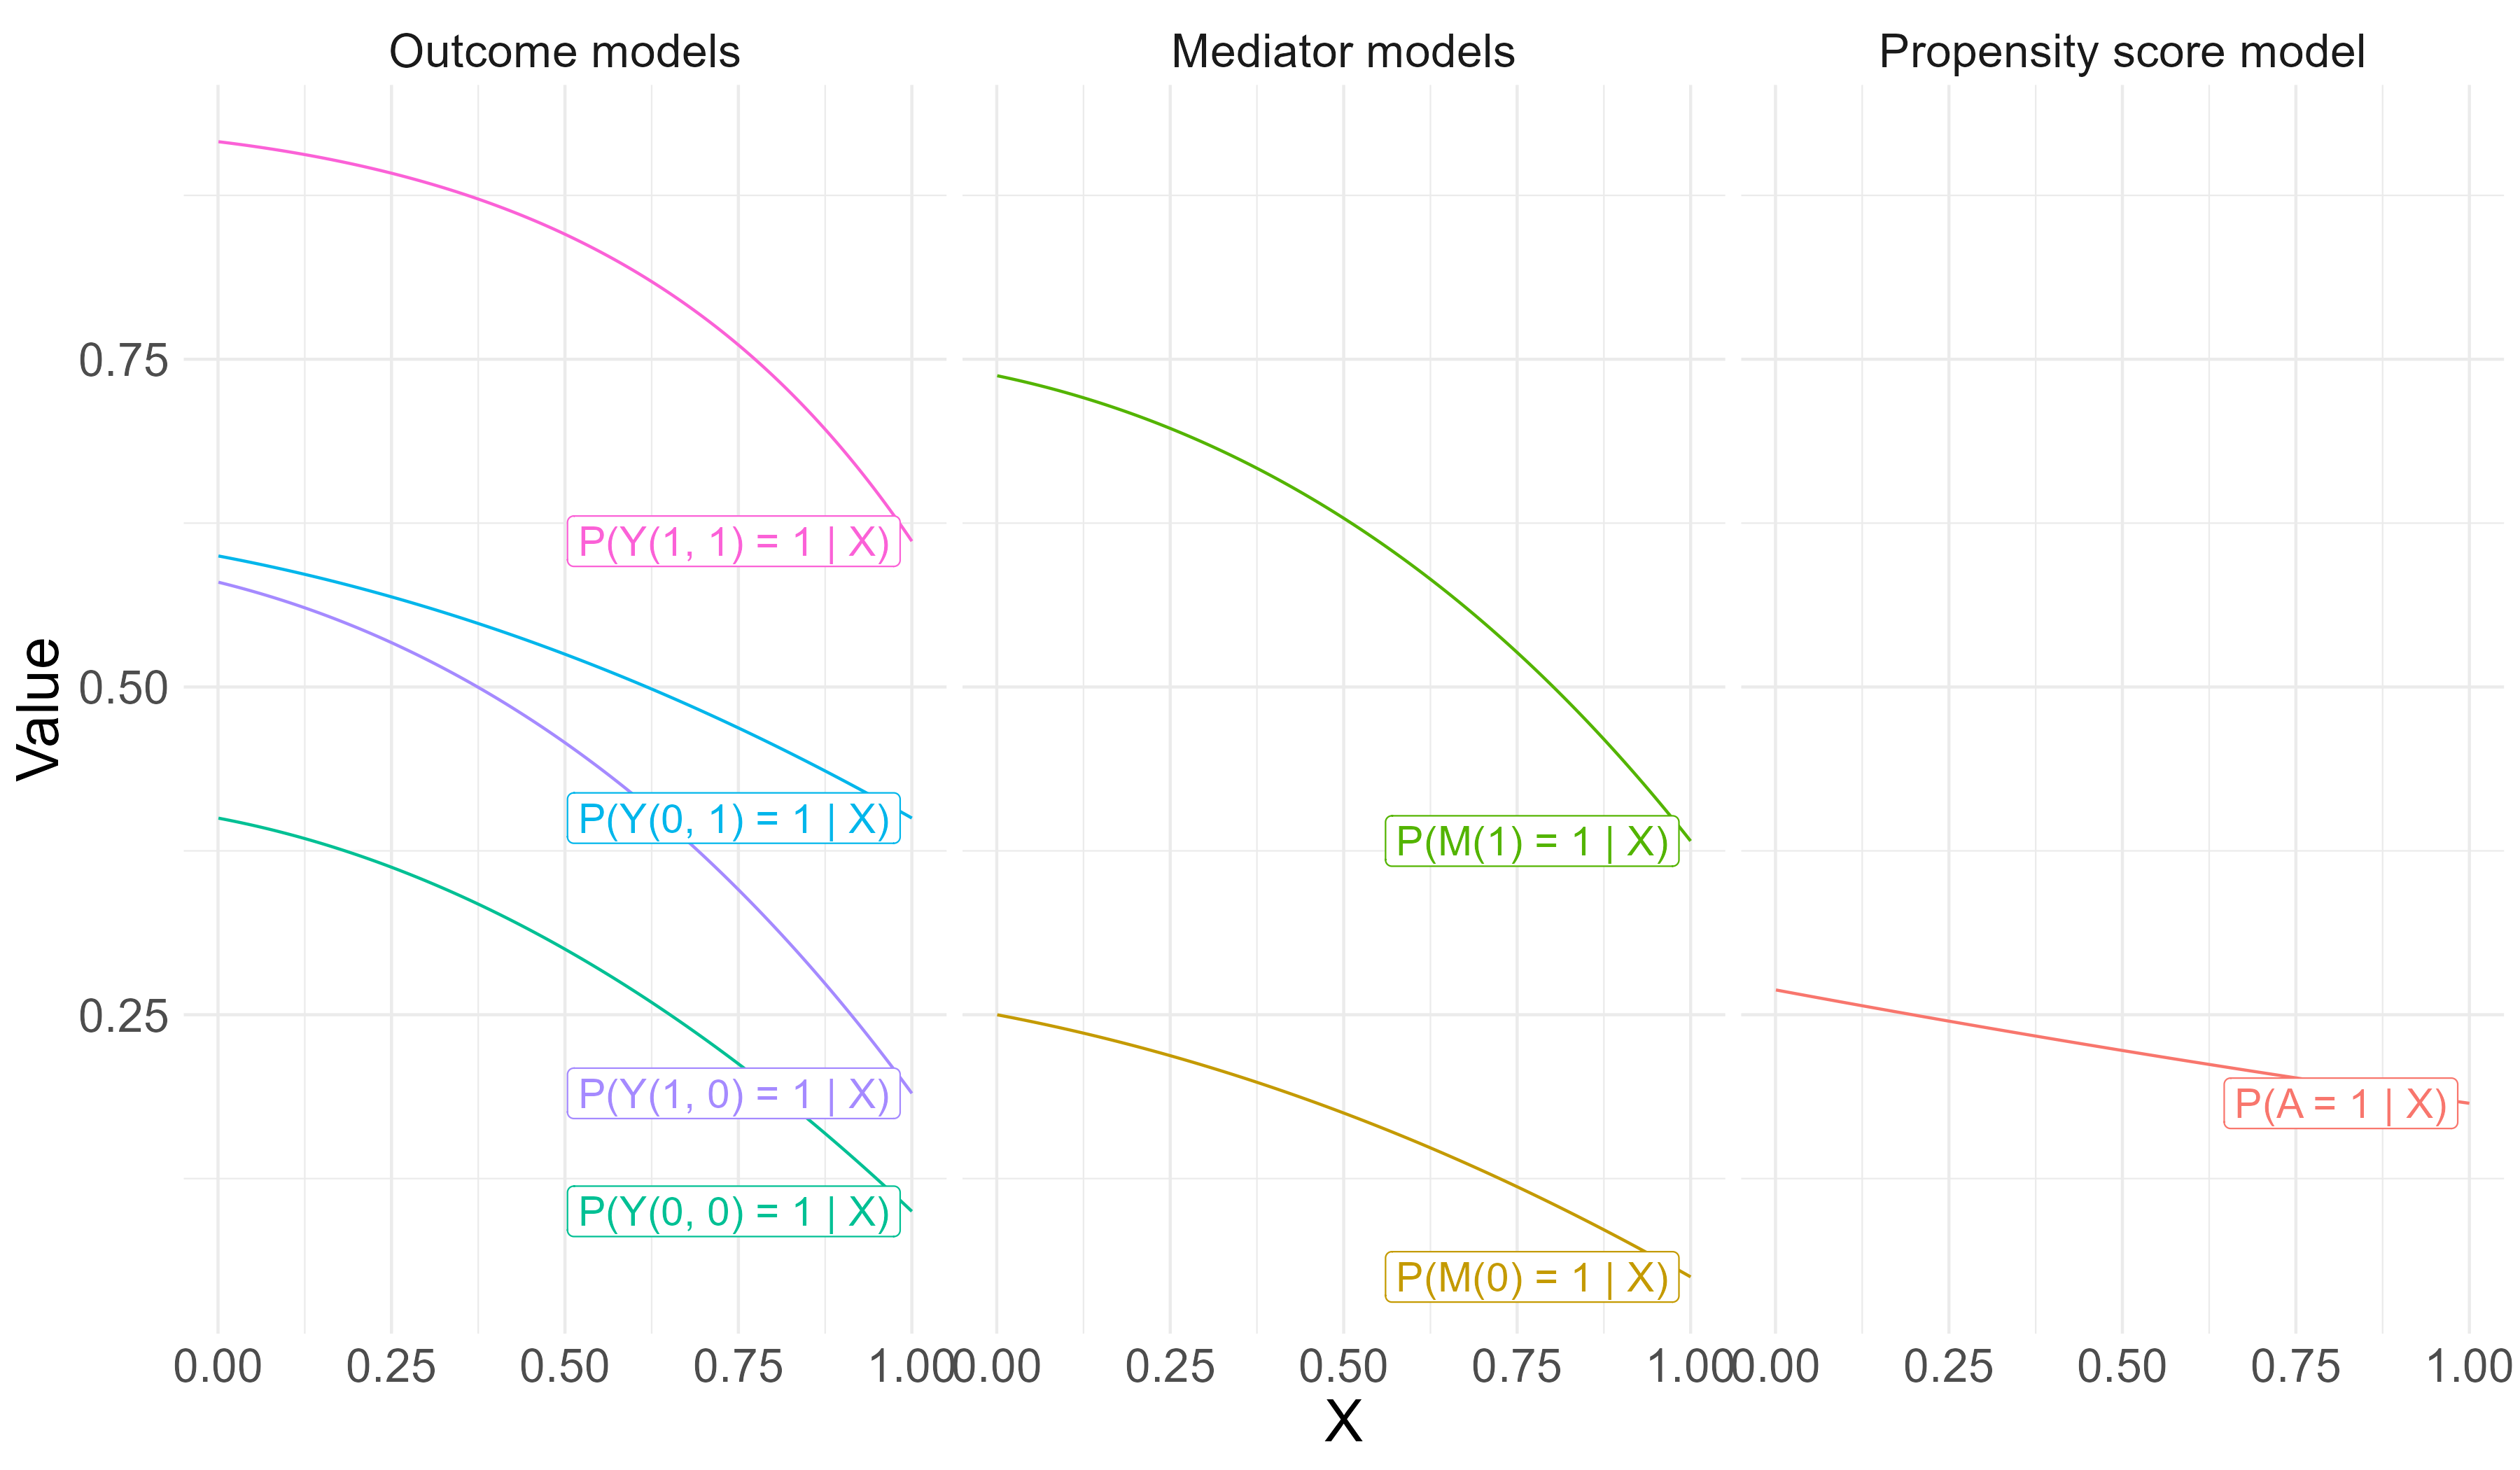 Outcome models
Mediator models
Propensity score model
Value
0.75
0.50
0.25
P(Y(1, 1) = 1 | X)
P(Y(0, 1) = 1 | X)
P(Y(1, 0) = 1 | X)
P(Y(0, 0) = 1 | X)
P(M(1) = 1 | X)
P(M(0) = 1 | X)
P(A = 1 | X)
0.00 0.25 0.50 0.75 1.00
0.00 0.25 0.50 0.75 1.00
0.00 0.25 0.50 0.75 1.00
X